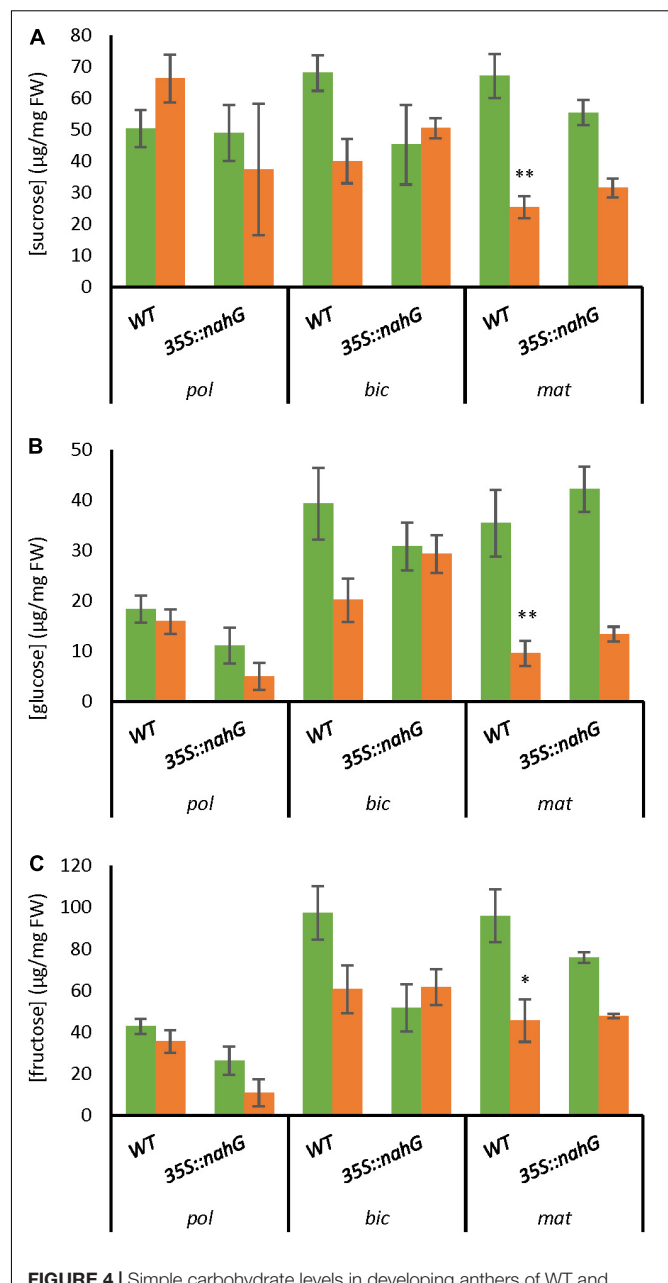 A
[sucrose] (µg/mg FW)
80
70
60
50
40
30
20
10
0
**
WT 35S::nahG WT 35S::nahG WT 35S::nahG
pol bic mat
B
[glucose] (µg/mg FW)
50
40
30
20
10
0
**
WT 35S::nahG WT 35S::nahG WT 35S::nahG
pol bic mat
C
[fructose] (µg/mg FW)
120
100
80
60
40
20
0
*
WT 35S::nahG WT 35S::nahG WT 35S::nahG
pol bic mat
FIGURE 4 | Simple carbohydrate levels in developing anthers of WT and